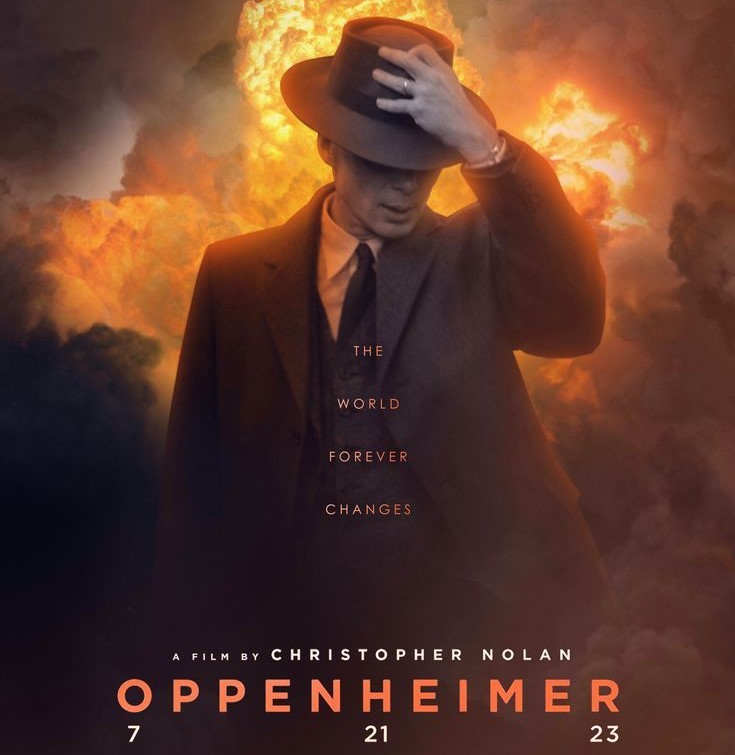 THE
WORLD
FOREVER
CHANGES
A FILM BY CHRISTOPHER NOLAN
OPPENHEIMER
7 21 23